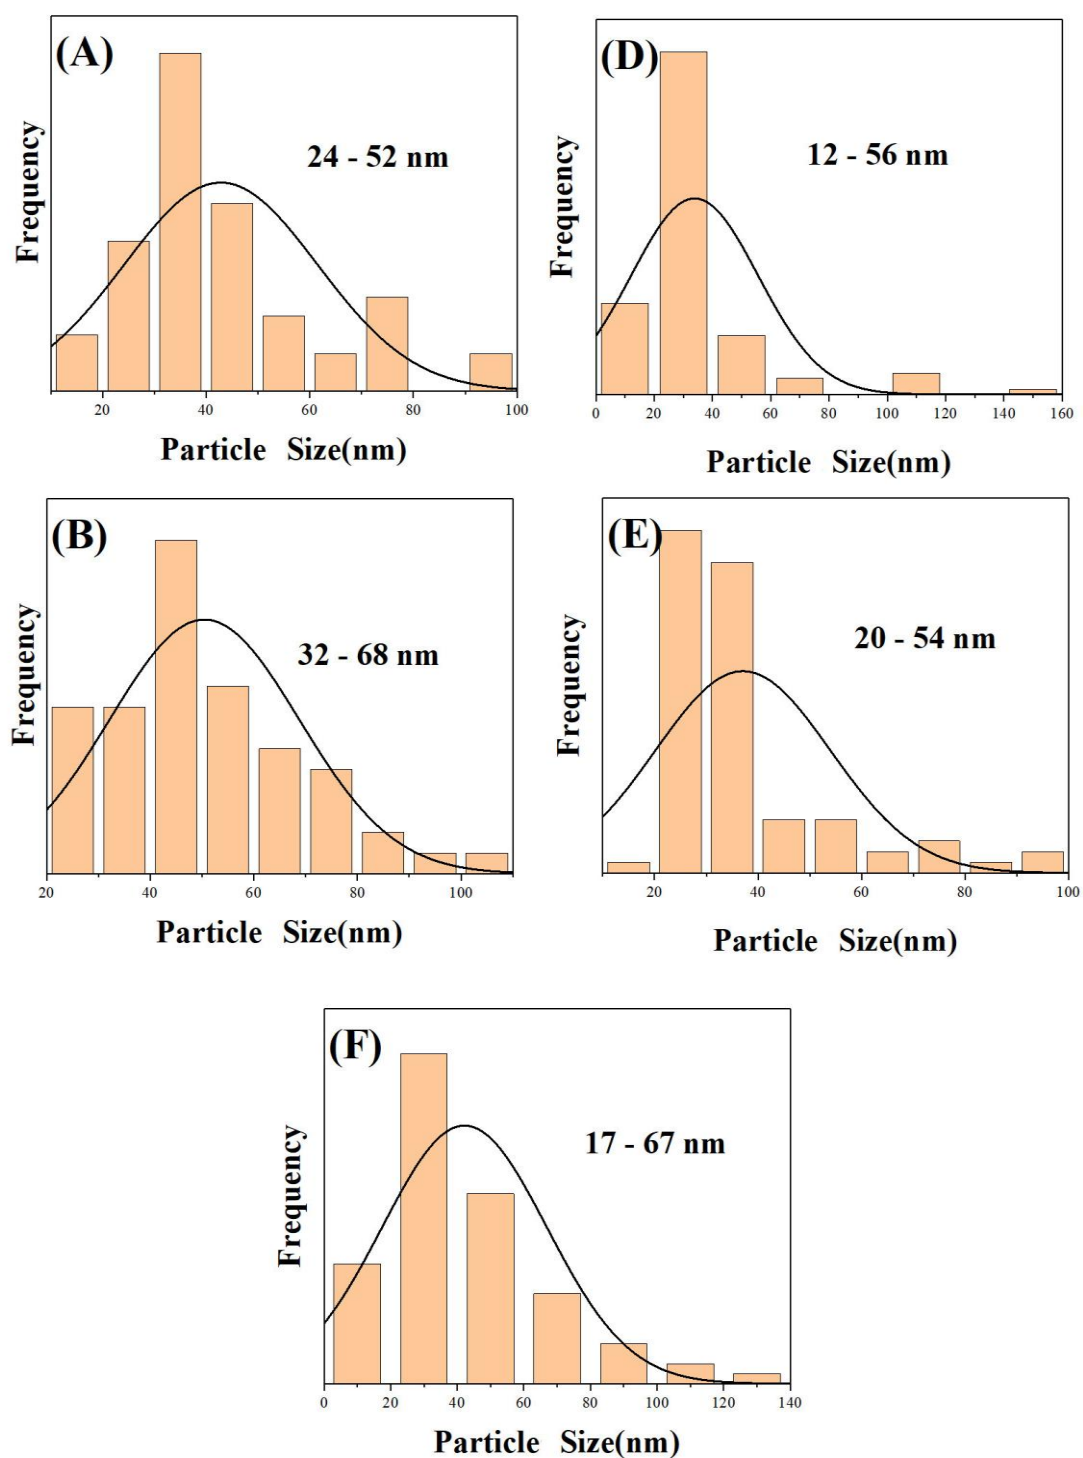 (A)
24 - 52 nm
Frequency
20 40 60 80 100
Particle Size(nm)
(D)
12 - 56 nm
Frequency
0 20 40 60 80 100 120 140 160
Particle Size(nm)
(B)
32 - 68 nm
Frequency
20 40 60 80 100
Particle Size(nm)
(E)
20 - 54 nm
Frequency
20 40 60 80 100
Particle Size(nm)
(F)
17 - 67 nm
Frequency
0 20 40 60 80 100 120 140
Particle Size(nm)